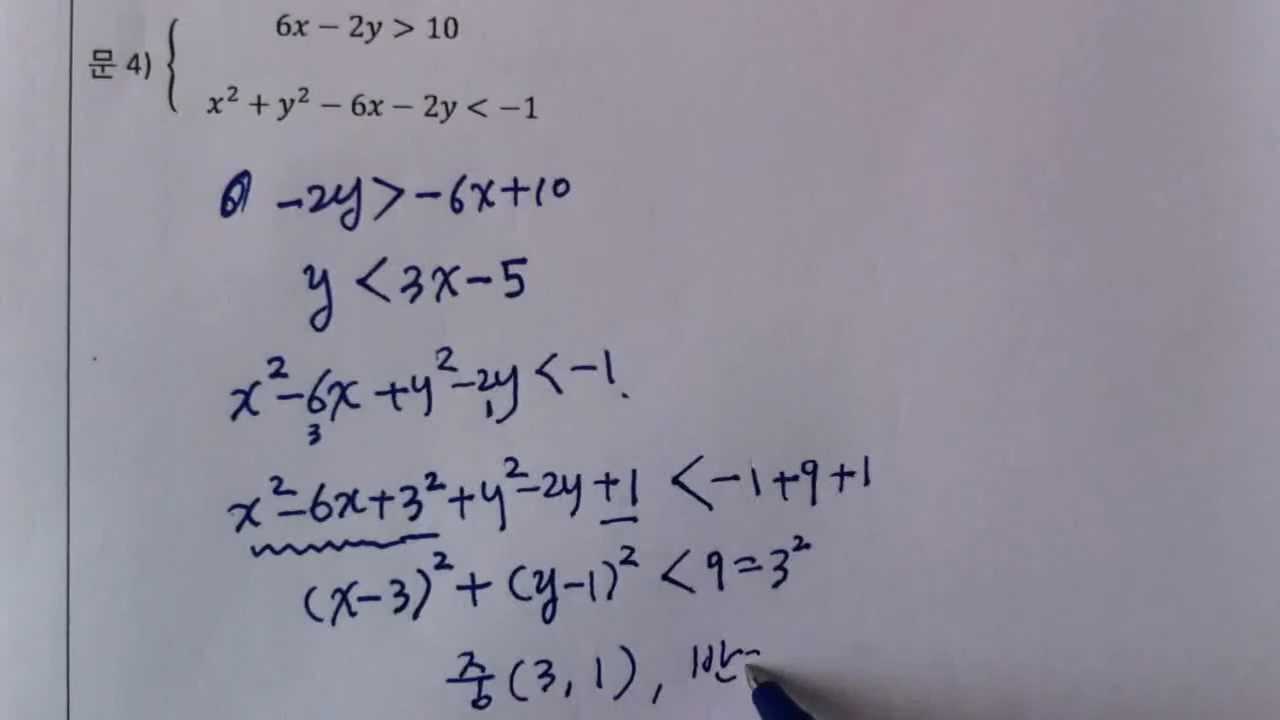 문 4) 6x − 2y > 10
x² + y² − 6x − 2y < −1
-2y > -6x+10
y < 3x-5
x²-6x+y²-2y < -1
3 1
x²-6x+3²+y²-2y+1 < -1+9+1
(x-3)²+(y-1)² < 9=3²
중(3,1), 반